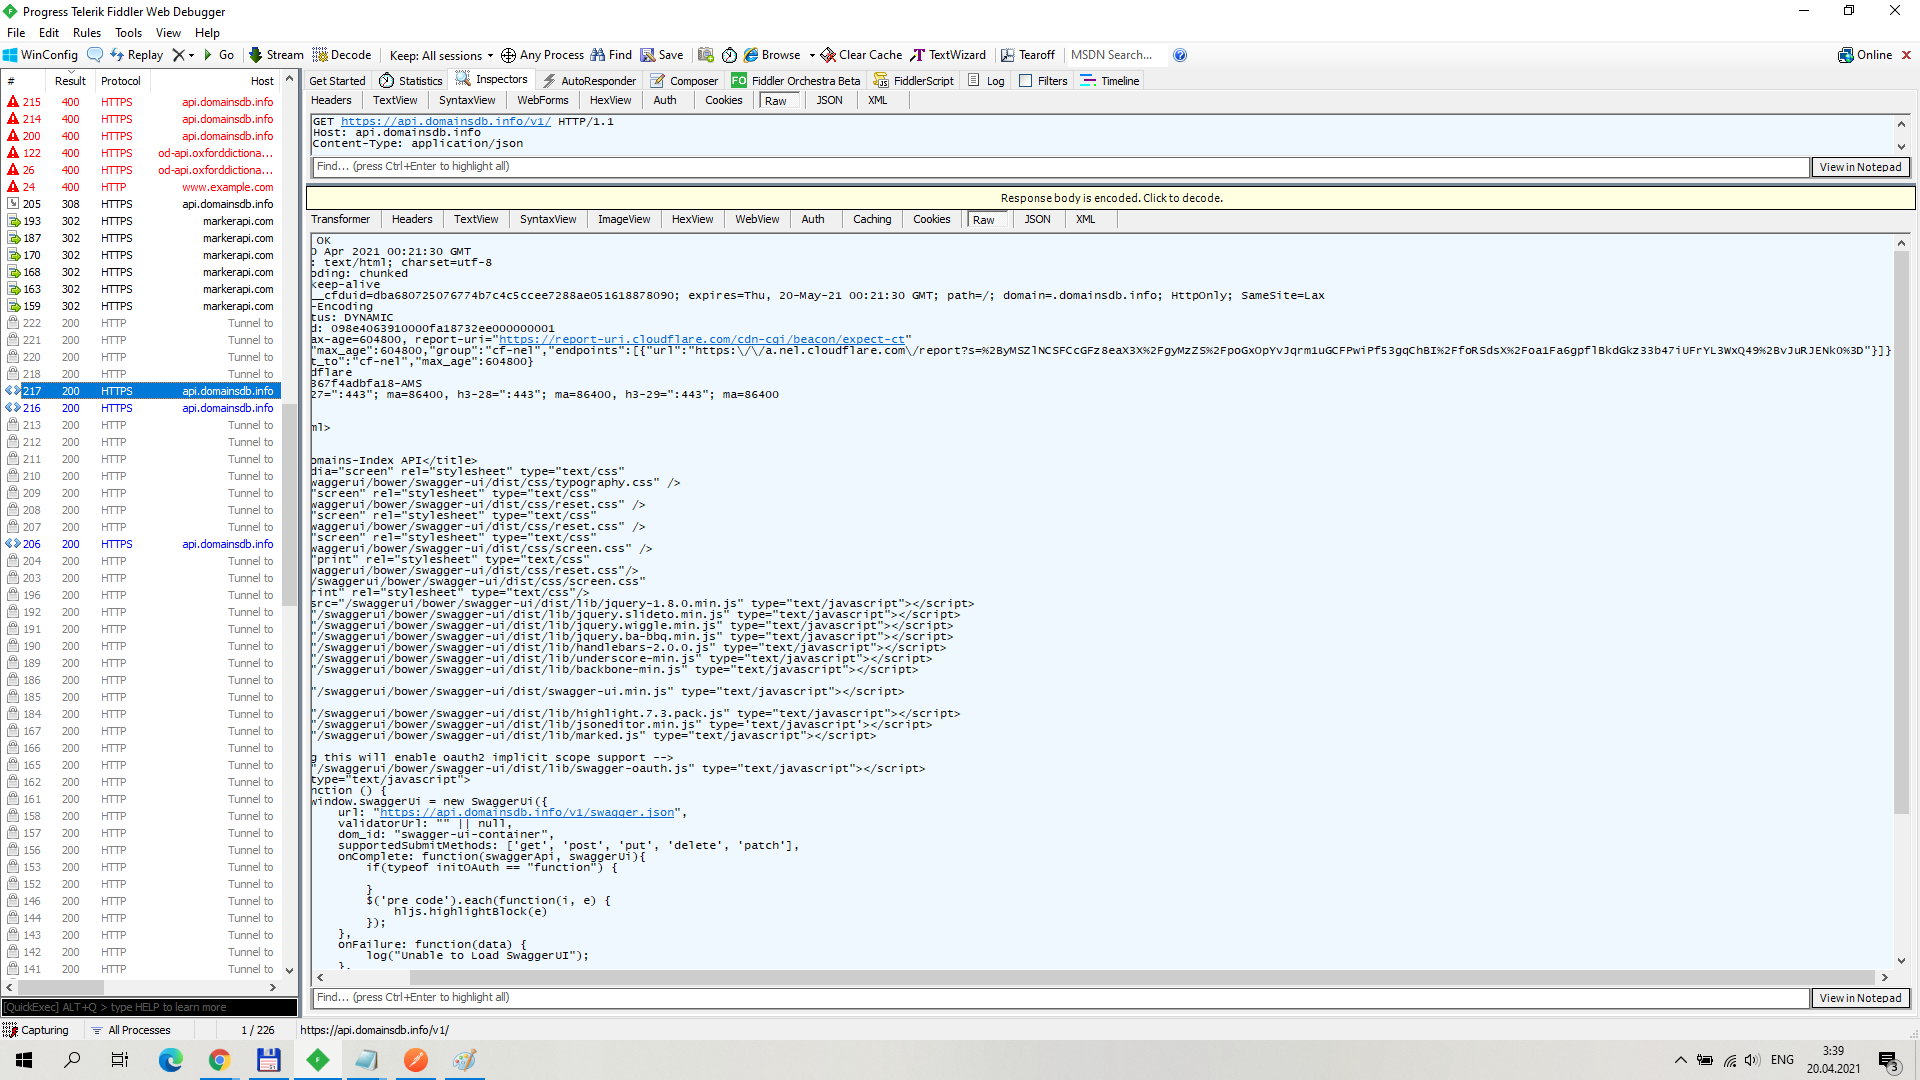 Progress Telerik Fiddler Web Debugger
File Edit Rules Tools View Help
WinConfig Replay Go Stream Decode Keep: All sessions Any Process Find Save Browse Clear Cache TextWizard Tearoff MSDN Search... Online
# Result Protocol Host
215 400 HTTPS api.domainsdb.info
214 400 HTTPS api.domainsdb.info
200 400 HTTPS api.domainsdb.info
122 400 HTTPS od-api.oxforddictiona...
26 400 HTTPS od-api.oxforddictiona...
24 400 HTTP www.example.com
205 308 HTTPS api.domainsdb.info
193 302 HTTPS markerapi.com
187 302 HTTPS markerapi.com
170 302 HTTPS markerapi.com
168 302 HTTPS markerapi.com
163 302 HTTPS markerapi.com
159 302 HTTPS markerapi.com
222 200 HTTP Tunnel to
221 200 HTTP Tunnel to
220 200 HTTP Tunnel to
218 200 HTTP Tunnel to
217 200 HTTPS api.domainsdb.info
216 200 HTTPS api.domainsdb.info
213 200 HTTP Tunnel to
212 200 HTTP Tunnel to
211 200 HTTP Tunnel to
210 200 HTTP Tunnel to
209 200 HTTP Tunnel to
208 200 HTTP Tunnel to
207 200 HTTP Tunnel to
206 200 HTTPS api.domainsdb.info
204 200 HTTP Tunnel to
203 200 HTTP Tunnel to
196 200 HTTP Tunnel to
192 200 HTTP Tunnel to
191 200 HTTP Tunnel to
190 200 HTTP Tunnel to
189 200 HTTP Tunnel to
186 200 HTTP Tunnel to
185 200 HTTP Tunnel to
184 200 HTTP Tunnel to
167 200 HTTP Tunnel to
166 200 HTTP Tunnel to
165 200 HTTP Tunnel to
162 200 HTTP Tunnel to
161 200 HTTP Tunnel to
158 200 HTTP Tunnel to
157 200 HTTP Tunnel to
156 200 HTTP Tunnel to
153 200 HTTP Tunnel to
152 200 HTTP Tunnel to
146 200 HTTP Tunnel to
144 200 HTTP Tunnel to
143 200 HTTP Tunnel to
142 200 HTTP Tunnel to
141 200 HTTP Tunnel to
[QuickExec] ALT+Q > type HELP to learn more
Get Started Statistics Inspectors AutoResponder Composer FO Fiddler Orchestra Beta FiddlerScript Log Filters Timeline
Headers TextView SyntaxView WebForms HexView Auth Cookies Raw JSON XML
GET https://api.domainsdb.info/v1/ HTTP/1.1
Host: api.domainsdb.info
Content-Type: application/json
Find... (press Ctrl+Enter to highlight all) View in Notepad
Response body is encoded. Click to decode.
Transformer Headers TextView SyntaxView ImageView HexView WebView Auth Caching Cookies Raw JSON XML
OK
0 Apr 2021 00:21:30 GMT
: text/html; charset=utf-8
oding: chunked
keep-alive
__cfduid=dba680725076774b7c4c5ccee7288ae051618878090; expires=Thu, 20-May-21 00:21:30 GMT; path=/; domain=.domainsdb.info; HttpOnly; SameSite=Lax
-Encoding
tus: DYNAMIC
d: 098e4063910000fa18732ee000000001
ax-age=604800, report-uri="https://report-uri.cloudflare.com/cdn-cgi/beacon/expect-ct"
"max_age":604800,"group":"cf-nel","endpoints":[{"url":"https:\/\/a.nel.cloudflare.com\/report?s=%2ByMSZlNCSFCcGFz8eaX3X%2FgyMzZS%2FpoGxOpYvJqrm1uGCFPwiPf53gqChBI%2FfoRSdsX%2Foa1Fa6gpflBkdGkz33b47iUFrYL3WxQ49%2BvJuRJENkO%3D"}]}
t_to":"cf-nel","max_age":604800}
dflare
367f4adbfa18-AMS
27=":443"; ma=86400, h3-28=":443"; ma=86400, h3-29=":443"; ma=86400
ml>
omains-Index API</title>
dia="screen" rel="stylesheet" type="text/css"
waggerui/bower/swagger-ui/dist/css/typography.css" />
"screen" rel="stylesheet" type="text/css"
waggerui/bower/swagger-ui/dist/css/reset.css" />
"screen" rel="stylesheet" type="text/css"
waggerui/bower/swagger-ui/dist/css/reset.css" />
"screen" rel="stylesheet" type="text/css"
waggerui/bower/swagger-ui/dist/css/screen.css" />
"print" rel="stylesheet" type="text/css"
waggerui/bower/swagger-ui/dist/css/reset.css"/>
/swaggerui/bower/swagger-ui/dist/css/screen.css"
rint" rel="stylesheet" type="text/css"/>
src="/swaggerui/bower/swagger-ui/dist/lib/jquery-1.8.0.min.js" type="text/javascript"></script>
"/swaggerui/bower/swagger-ui/dist/lib/jquery.slideto.min.js" type="text/javascript"></script>
"/swaggerui/bower/swagger-ui/dist/lib/jquery.wiggle.min.js" type="text/javascript"></script>
"/swaggerui/bower/swagger-ui/dist/lib/jquery.ba-bbq.min.js" type="text/javascript"></script>
"/swaggerui/bower/swagger-ui/dist/lib/handlebars-2.0.0.js" type="text/javascript"></script>
"/swaggerui/bower/swagger-ui/dist/lib/underscore-min.js" type="text/javascript"></script>
"/swaggerui/bower/swagger-ui/dist/lib/backbone-min.js" type="text/javascript"></script>
"/swaggerui/bower/swagger-ui/dist/swagger-ui.min.js" type="text/javascript"></script>
"/swaggerui/bower/swagger-ui/dist/lib/highlight.7.3.pack.js" type="text/javascript"></script>
"/swaggerui/bower/swagger-ui/dist/lib/jsoneditor.min.js" type='text/javascript'></script>
"/swaggerui/bower/swagger-ui/dist/lib/marked.js" type="text/javascript"></script>
g this will enable oauth2 implicit scope support -->
"/swaggerui/bower/swagger-ui/dist/lib/swagger-oauth.js" type="text/javascript"></script>
type="text/javascript">
nction () {
window.swaggerUi = new SwaggerUi({
url: "https://api.domainsdb.info/v1/swagger.json",
validatorUrl: "" || null,
dom_id: "swagger-ui-container",
supportedSubmitMethods: ['get', 'post', 'put', 'delete', 'patch'],
onComplete: function(swaggerApi, swaggerUi){
if(typeof initOAuth == "function") {
}
$('pre code').each(function(i, e) {
hljs.highlightBlock(e)
});
},
onFailure: function(data) {
log("Unable to Load SwaggerUI");
},
Find... (press Ctrl+Enter to highlight all) View in Notepad
Capturing All Processes 1 / 226 https://api.domainsdb.info/v1/
ENG 3:39
20.04.2021 3